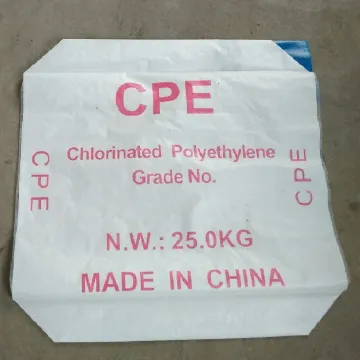 CPE
Chlorinated Polyethylene
Grade No.
CPE
CPE
N.W.: 25.0KG
MADE IN CHINA